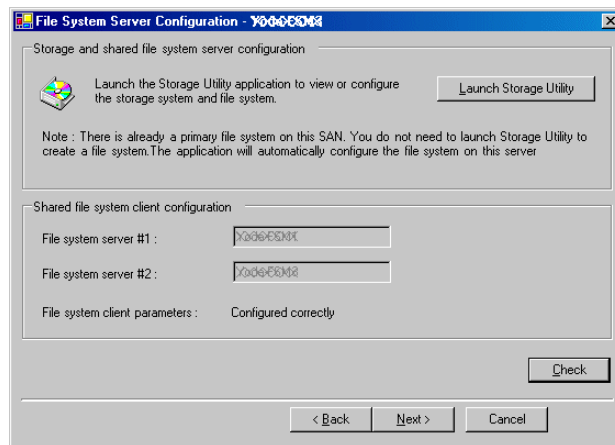 File System Server Configuration -
Storage and shared file system server configuration
Launch the Storage Utility application to view or configure
the storage system and file system.
Launch Storage Utility
Note : There is already a primary file system on this SAN. You do not need to launch Storage Utility to
create a file system.The application will automatically configure the file system on this server
Shared file system client configuration
File system server #1 :
File system server #2 :
File system client parameters : Configured correctly
Check
< Back Next > Cancel